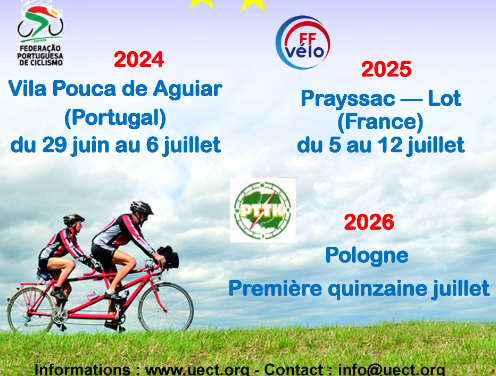 FEDERAÇÃO
PORTUGUESA
DE CICLISMO
2024
Vila Pouca de Aguiar
(Portugal)
du 29 juin au 6 juillet
FF
vélo
2025
Prayssac — Lot
(France)
du 5 au 12 juillet
PTTK
2026
Pologne
Première quinzaine juillet
Informations : www.uect.org - Contact : info@uect.org